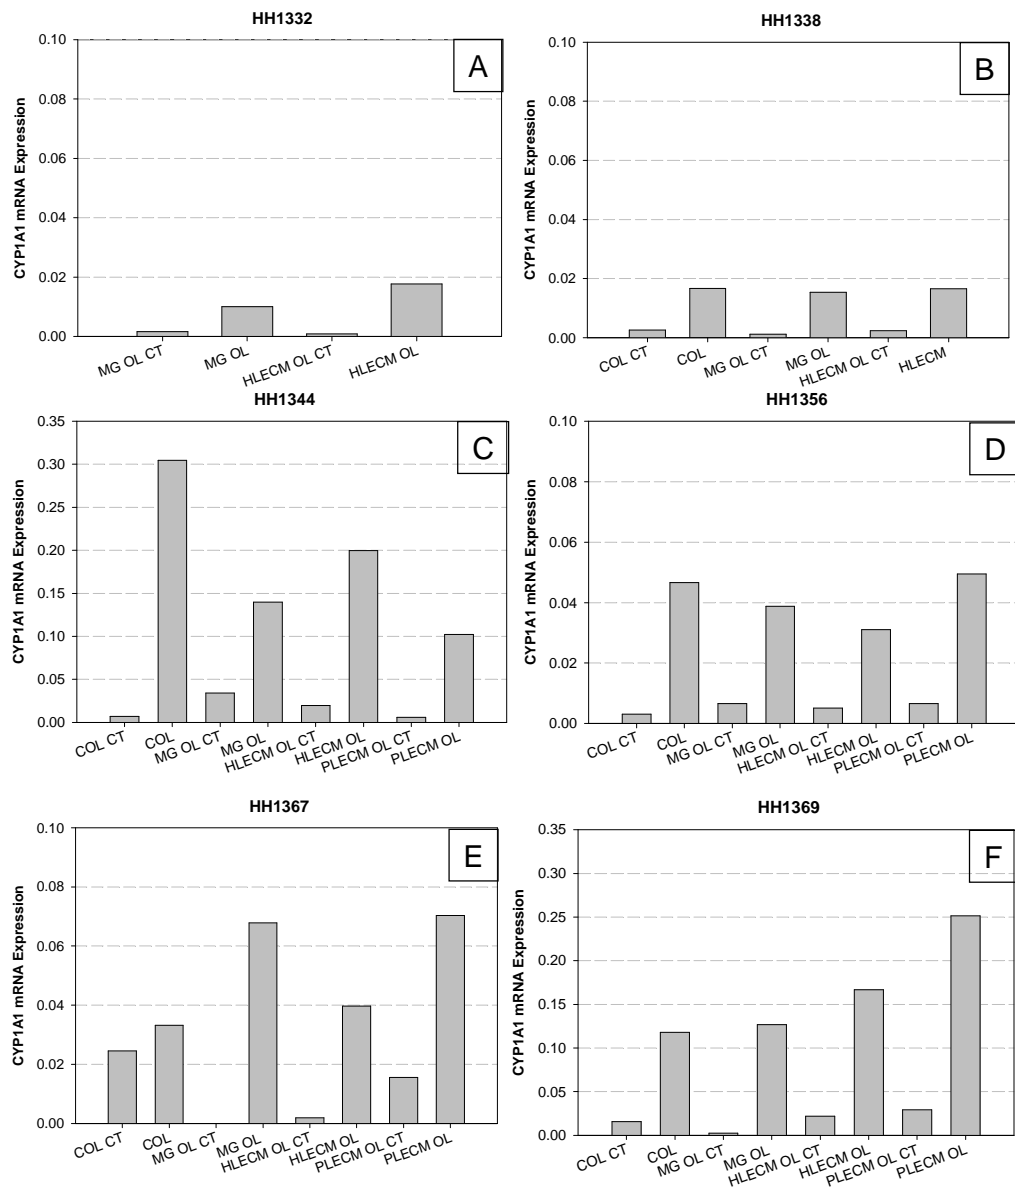 HH1332
A
CYP1A1 mRNA Expression
0.10
0.08
0.06
0.04
0.02
0.00
MG OL CT
MG OL
HLECM OL CT
HLECM OL
HH1338
B
CYP1A1 mRNA Expression
0.10
0.08
0.06
0.04
0.02
0.00
COL CT
COL
MG OL CT
MG OL
HLECM OL CT
HLECM
HH1344
C
CYP1A1 mRNA Expression
0.35
0.30
0.25
0.20
0.15
0.10
0.05
0.00
COL CT
COL
MG OL CT
MG OL
HLECM OL CT
HLECM OL
PLECM OL CT
PLECM OL
HH1356
D
CYP1A1 mRNA Expression
0.10
0.08
0.06
0.04
0.02
0.00
COL CT
COL
MG OL CT
MG OL
HLECM OL CT
HLECM OL
PLECM OL CT
PLECM OL
HH1367
E
CYP1A1 mRNA Expression
0.10
0.08
0.06
0.04
0.02
0.00
COL CT
COL
MG OL CT
MG OL
HLECM OL CT
HLECM OL
PLECM OL CT
PLECM OL
HH1369
F
CYP1A1 mRNA Expression
0.35
0.30
0.25
0.20
0.15
0.10
0.05
0.00
COL CT
COL
MG OL CT
MG OL
HLECM OL CT
HLECM OL
PLECM OL CT
PLECM OL